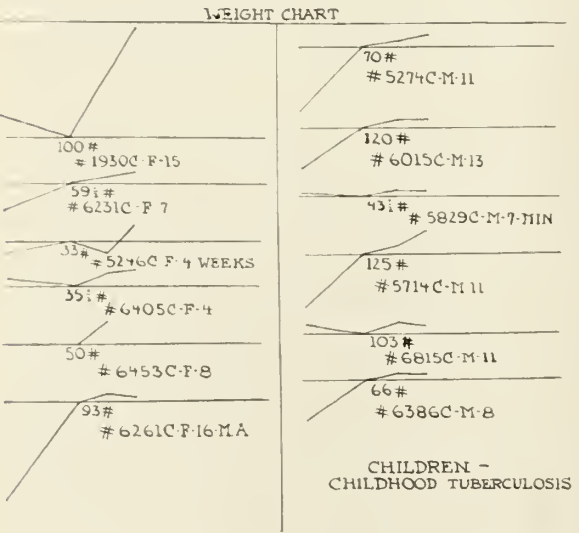 WEIGHT CHART
100#
# 1930C-F-15
59½#
# 6231C-F 7
33#
# 5246C F-4 WEEKS
35½#
# 6405C-F-4
50#
# 6453C-F-8
93#
# 6261C-F-16-M.A
70#
# 5274C-M-11
120#
# 6015C-M-13
43½#
# 5829C-M-7-MIN
125#
# 5714C-M 11
103#
# 6815C-M-11
66#
# 6386C-M-8
CHILDREN -
CHILDHOOD TUBERCULOSIS